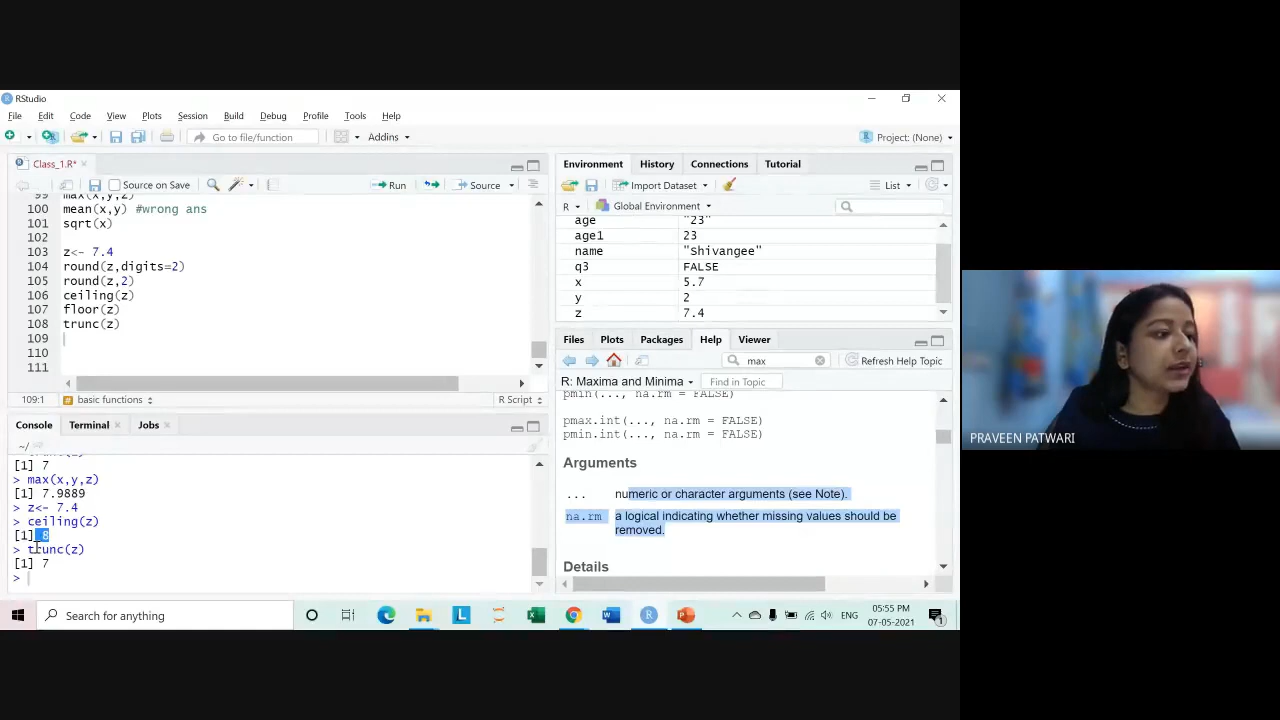 RStudio
File Edit Code View Plots Session Build Debug Profile Tools Help
Go to file/function Addins Project: (None)
Class_1.R*
Source on Save Run Source
99 max(x,y,z)
100 mean(x,y) #wrong ans
101 sqrt(x)
102
103 z<- 7.4
104 round(z,digits=2)
105 round(z,2)
106 ceiling(z)
107 floor(z)
108 trunc(z)
109
110
111
109:1 basic functions R Script
Console Terminal Jobs
~/
[1] 7
> max(x,y,z)
[1] 7.9889
> z<- 7.4
> ceiling(z)
[1] 8
> trunc(z)
[1] 7
>
Environment History Connections Tutorial
Import Dataset List
R Global Environment
age "23"
age1 23
name "Shivangee"
q3 FALSE
x 5.7
y 2
z 7.4
Files Plots Packages Help Viewer
max Refresh Help Topic
R: Maxima and Minima Find in Topic
pmin(..., na.rm = FALSE)
pmax.int(..., na.rm = FALSE)
pmin.int(..., na.rm = FALSE)
Arguments
... numeric or character arguments (see Note).
na.rm a logical indicating whether missing values should be
removed.
Details
Search for anything
ENG
05:55 PM
07-05-2021
PRAVEEN PATWARI